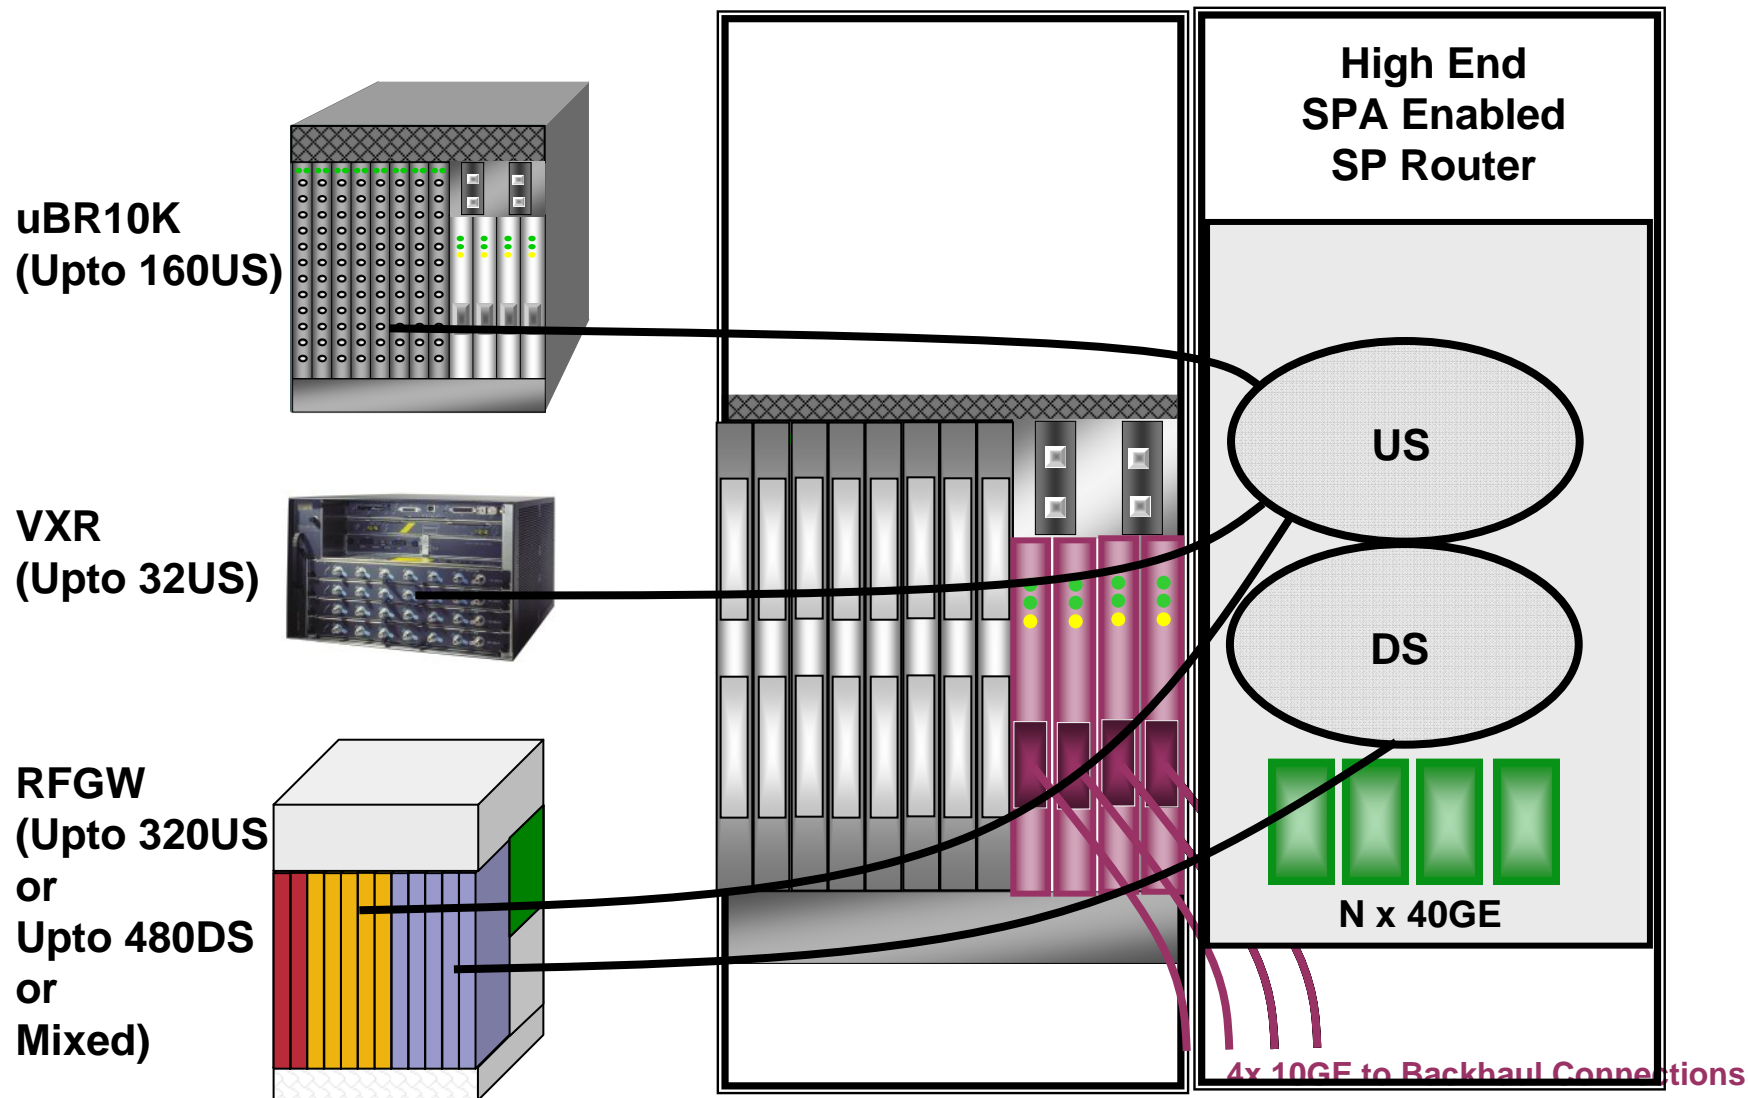 High End
SPA Enabled
SP Router
uBR10K
(Upto 160US)
US
VXR
(Upto 32US)
DS
RFGW
(Upto 320US
or
Upto 480DS
or
Mixed)
N x 40GE
4x 10GE to Backhaul Connections